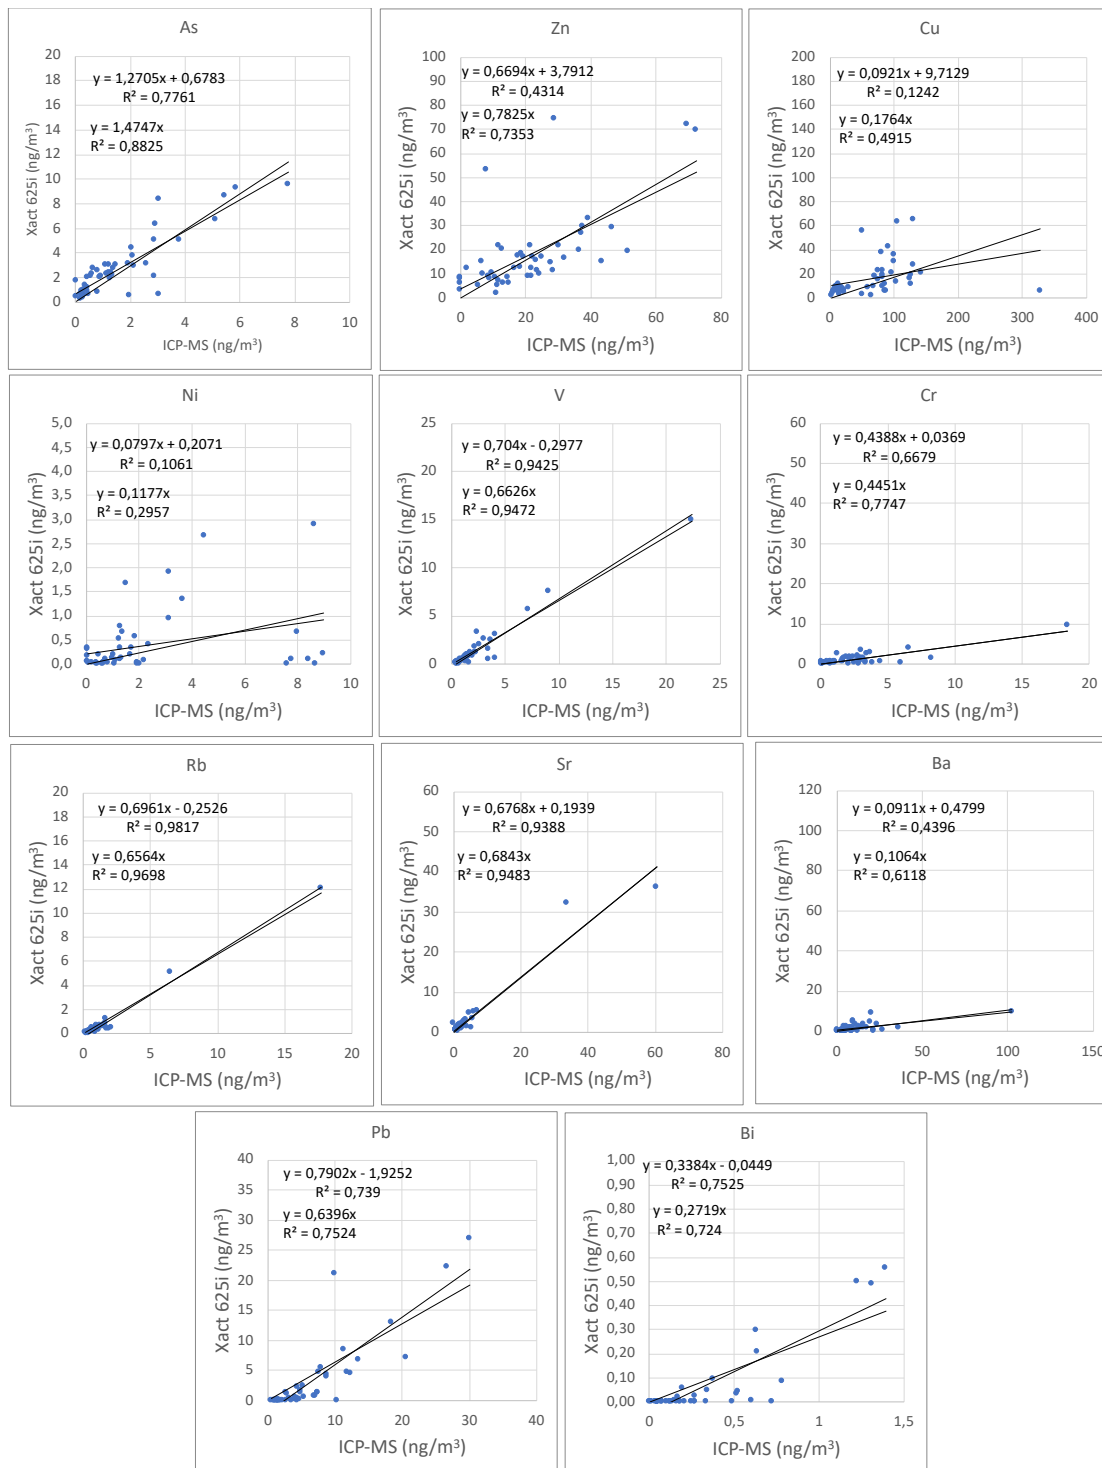 As
20
18
16
14
12
10
8
6
4
2
0
y = 1,2705x + 0,6783
R² = 0,7761
y = 1,4747x
R² = 0,8825
Xact 625i (ng/m³)
0 2 4 6 8 10
ICP-MS (ng/m³)
Zn
100
90
80
70
60
50
40
30
20
10
0
y = 0,6694x + 3,7912
R² = 0,4314
y = 0,7825x
R² = 0,7353
Xact 625i (ng/m³)
0 20 40 60 80
ICP-MS (ng/m³)
Cu
200
180
160
140
120
100
80
60
40
20
0
y = 0,0921x + 9,7129
R² = 0,1242
y = 0,1764x
R² = 0,4915
Xact 625i (ng/m³)
0 100 200 300 400
ICP-MS (ng/m³)
Ni
5,0
4,5
4,0
3,5
3,0
2,5
2,0
1,5
1,0
0,5
0,0
y = 0,0797x + 0,2071
R² = 0,1061
y = 0,1177x
R² = 0,2957
Xact 625i (ng/m³)
0 2 4 6 8 10
ICP-MS (ng/m³)
V
25
20
15
10
5
0
y = 0,704x - 0,2977
R² = 0,9425
y = 0,6626x
R² = 0,9472
Xact 625i (ng/m³)
0 5 10 15 20 25
ICP-MS (ng/m³)
Cr
60
50
40
30
20
10
0
y = 0,4388x + 0,0369
R² = 0,6679
y = 0,4451x
R² = 0,7747
Xact 625i (ng/m³)
0 5 10 15 20
ICP-MS (ng/m³)
Rb
20
18
16
14
12
10
8
6
4
2
0
y = 0,6961x - 0,2526
R² = 0,9817
y = 0,6564x
R² = 0,9698
Xact 625i (ng/m³)
0 5 10 15 20
ICP-MS (ng/m³)
Sr
60
50
40
30
20
10
0
y = 0,6768x + 0,1939
R² = 0,9388
y = 0,6843x
R² = 0,9483
Xact 625i (ng/m³)
0 20 40 60 80
ICP-MS (ng/m³)
Ba
120
100
80
60
40
20
0
y = 0,0911x + 0,4799
R² = 0,4396
y = 0,1064x
R² = 0,6118
Xact 625i (ng/m³)
0 50 100 150
ICP-MS (ng/m³)
Pb
40
35
30
25
20
15
10
5
0
y = 0,7902x - 1,9252
R² = 0,739
y = 0,6396x
R² = 0,7524
Xact 625i (ng/m³)
0 10 20 30 40
ICP-MS (ng/m³)
Bi
1,00
0,90
0,80
0,70
0,60
0,50
0,40
0,30
0,20
0,10
0,00
y = 0,3384x - 0,0449
R² = 0,7525
y = 0,2719x
R² = 0,724
Xact 625i (ng/m³)
0 0,5 1 1,5
ICP-MS (ng/m³)